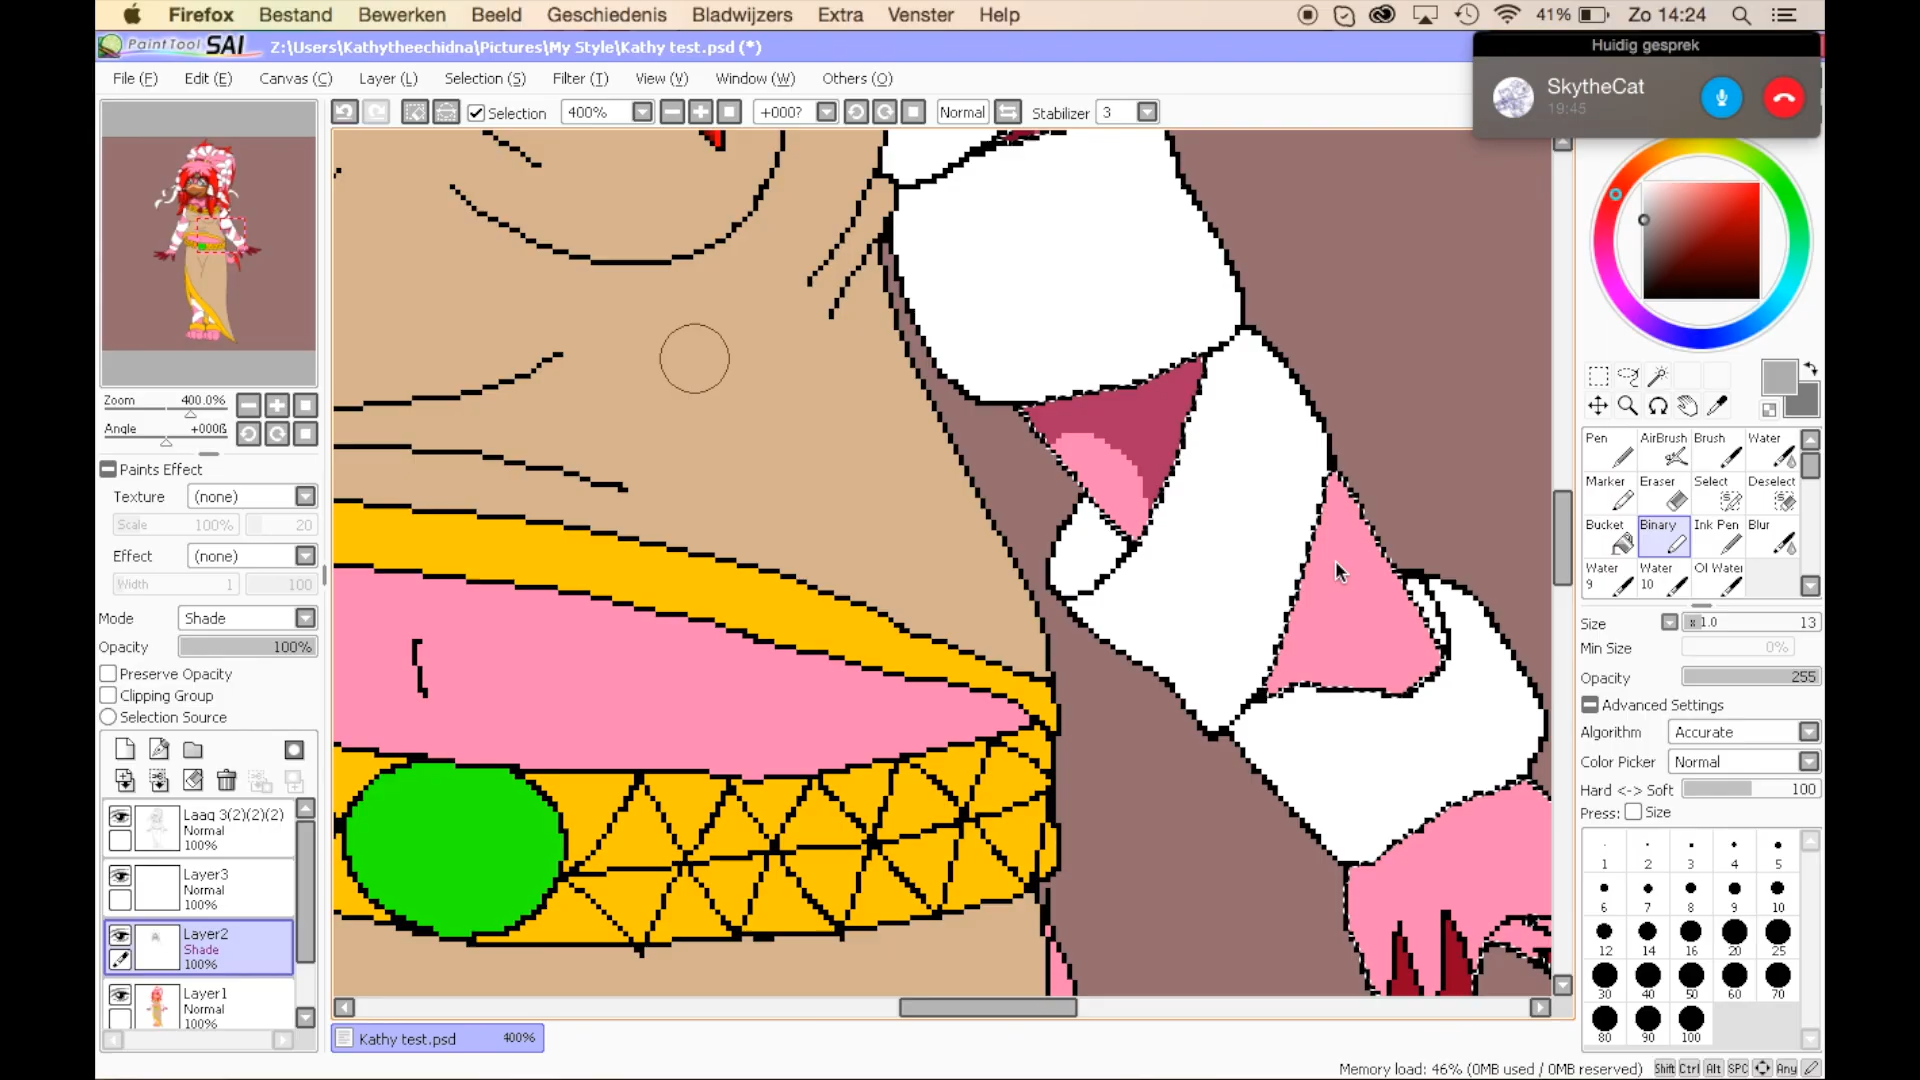 Firefox Bestand Bewerken Beeld Geschiedenis Bladwijzers Extra Venster Help 41% Zo 14:24
PaintTool SAI Z:\Users\Kathytheechidna\Pictures\My Style\Kathy test.psd (*)
Huidig gesprek
SkytheCat
19:45
File (F) Edit (E) Canvas (C) Layer (L) Selection (S) Filter (T) View (V) Window (W) Others (O)
Selection 400% +000? Normal Stabilizer 3
Zoom 400.0%
Angle +000ß
Paints Effect
Texture (none)
Scale 100% 20
Effect (none)
Width 1 100
Mode Shade
Opacity 100%
Preserve Opacity
Clipping Group
Selection Source
Laag 3(2)(2)(2)
Normal
100%
Layer3
Normal
100%
Layer2
Shade
100%
Layer1
Normal
100%
Kathy test.psd 400%
Pen AirBrush Brush Water
Marker Eraser Select Deselect
Bucket Binary Ink Pen Blur
Water 9 Water 10 Ol Water
Size x 1.0 13
Min Size 0%
Opacity 255
Advanced Settings
Algorithm Accurate
Color Picker Normal
Hard <-> Soft 100
Press: Size
1 2 3 4 5
6 7 8 9 10
12 14 16 20 25
30 40 50 60 70
80 90 100
Memory load: 46% (0MB used / 0MB reserved) Shift Ctrl Alt SPC Any